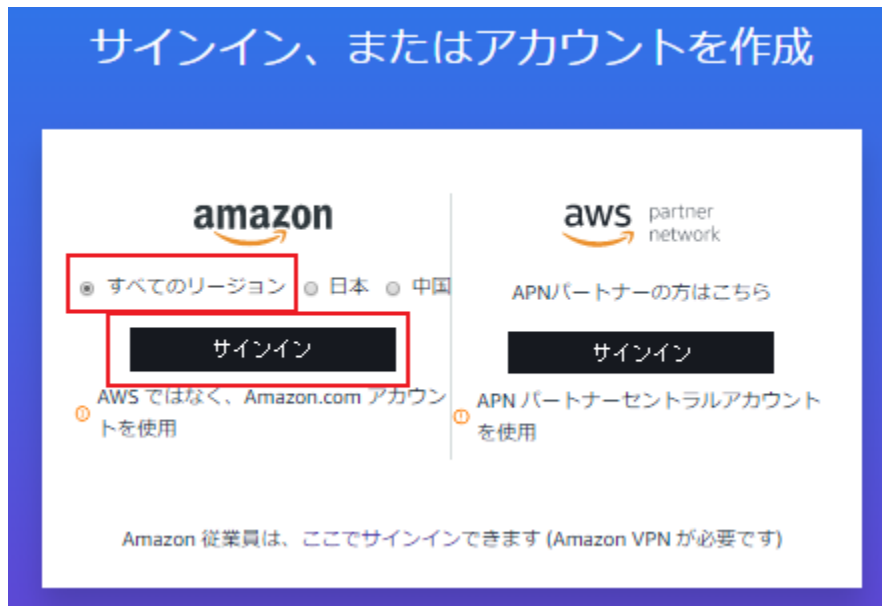 サインイン、またはアカウントを作成
amazon
すべてのリージョン 日本 中国
サインイン
AWS ではなく、Amazon.com アカウン
トを使用
aws partner
network
APNパートナーの方はこちら
サインイン
APN パートナーセントラルアカウント
を使用
Amazon 従業員は、ここでサインインできます (Amazon VPN が必要です)